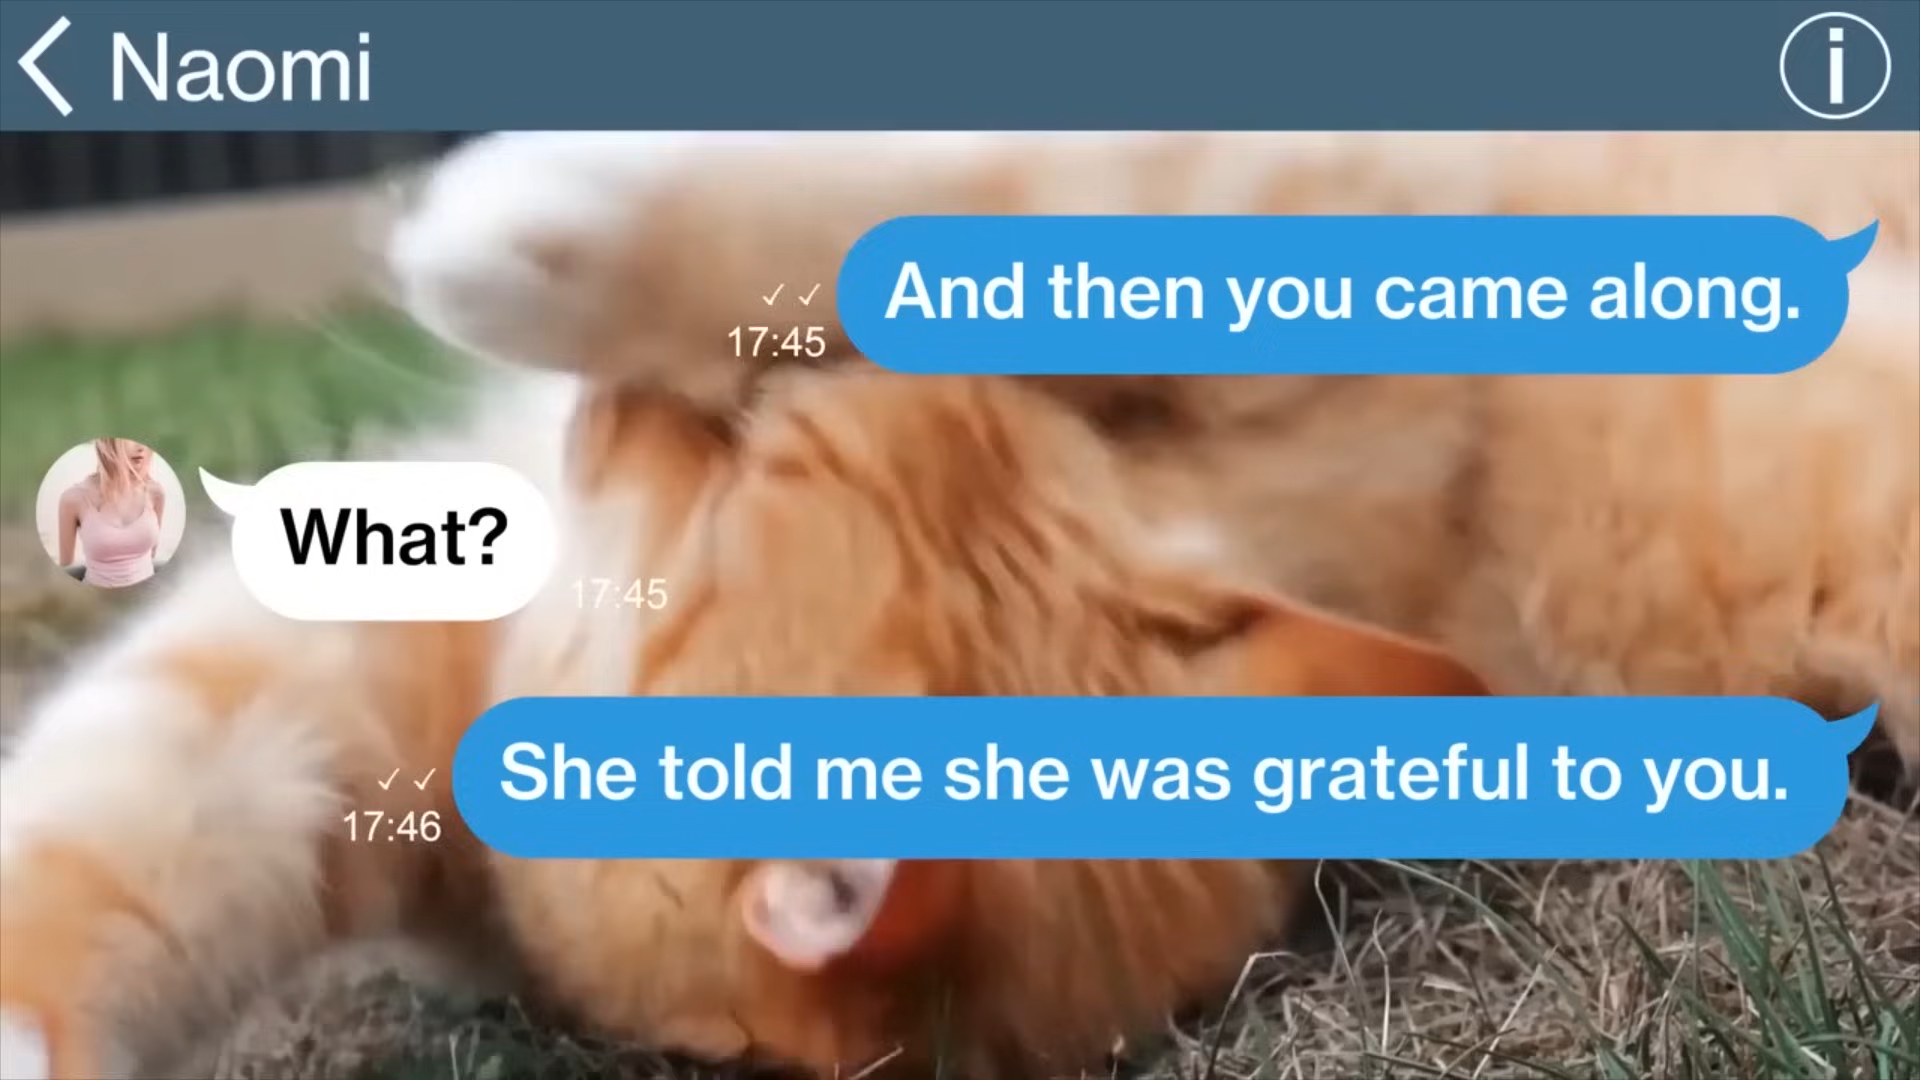 Naomi
And then you came along.
✓✓
17:45
What?
17:45
She told me she was grateful to you.
✓✓
17:46